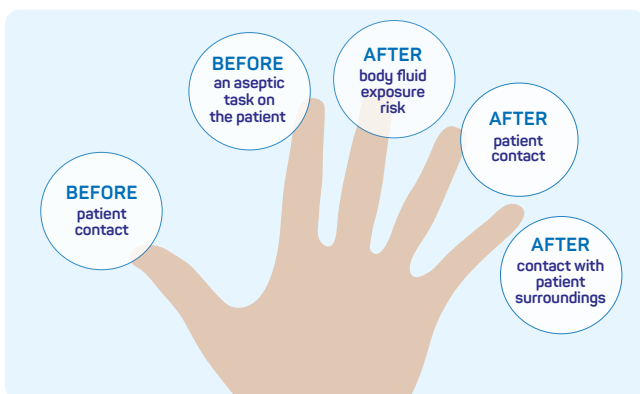 BEFORE
patient
contact
BEFORE
an aseptic
task on
the patient
AFTER
body fluid
exposure
risk
AFTER
patient
contact
AFTER
contact with
patient
surroundings